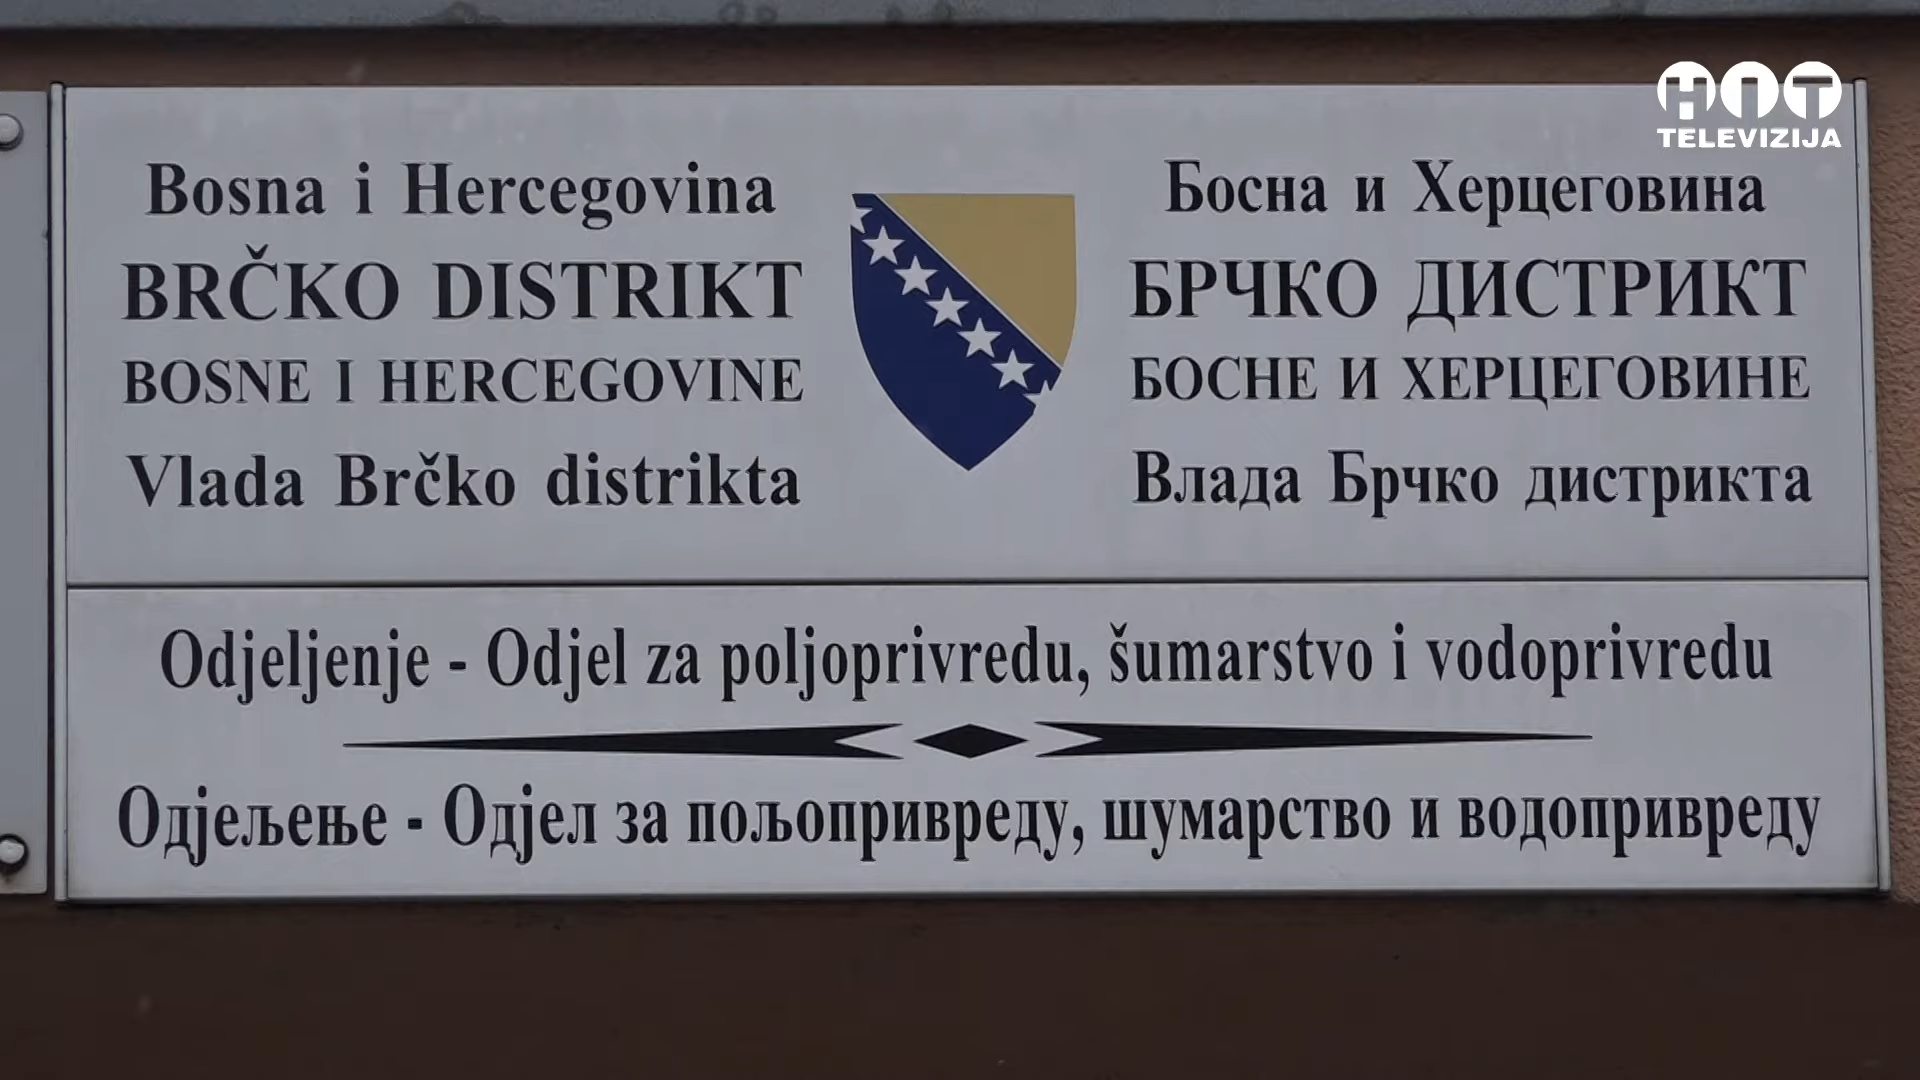 HIT
TELEVIZIJA
Bosna i Hercegovina
BRČKO DISTRIKT
BOSNE I HERCEGOVINE
Vlada Brčko distrikta
Босна и Херцеговина
БРЧКО ДИСТРИКТ
БОСНЕ И ХЕРЦЕГОВИНЕ
Влада Брчко дистрикта
Odjeljenje - Odjel za poljoprivredu, šumarstvo i vodoprivredu
Одјељење - Одјел за пољопривреду, шумарство и водопривреду